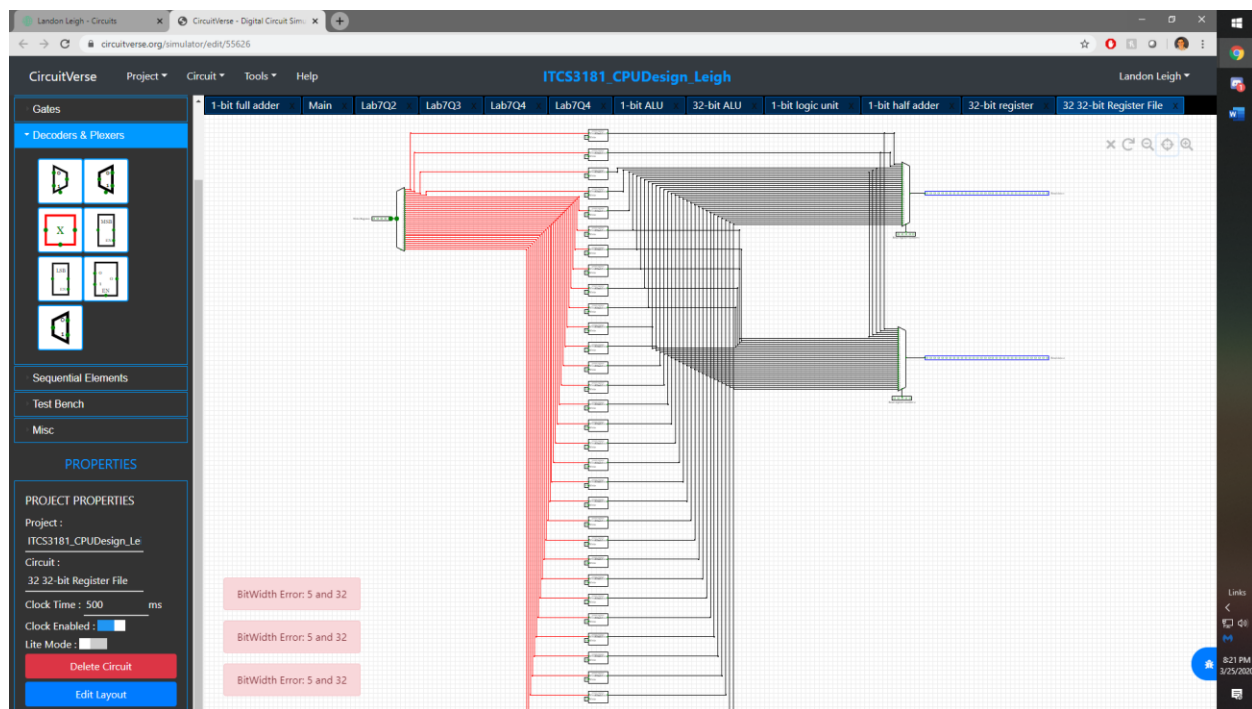 Landon Leigh - Circuits
CircuitVerse - Digital Circuit Simu
circuitverse.org/simulator/edit/55626
CircuitVerse
Project
Circuit
Tools
Help
ITCS3181_CPUDesign_Leigh
Landon Leigh
1-bit full adder
Main
Lab7Q2
Lab7Q3
Lab7Q4
Lab7Q4
1-bit ALU
32-bit ALU
1-bit logic unit
1-bit half adder
32-bit register
32 32-bit Register File
Gates
Decoders & Plexers
X
Sequential Elements
Test Bench
Misc
PROPERTIES
PROJECT PROPERTIES
Project :
ITCS3181_CPUDesign_Le
Circuit :
32 32-bit Register File
Clock Time : 500 ms
Clock Enabled :
Lite Mode :
Delete Circuit
Edit Layout
BitWidth Error: 5 and 32
BitWidth Error: 5 and 32
BitWidth Error: 5 and 32
Links
8:21 PM
3/25/2020